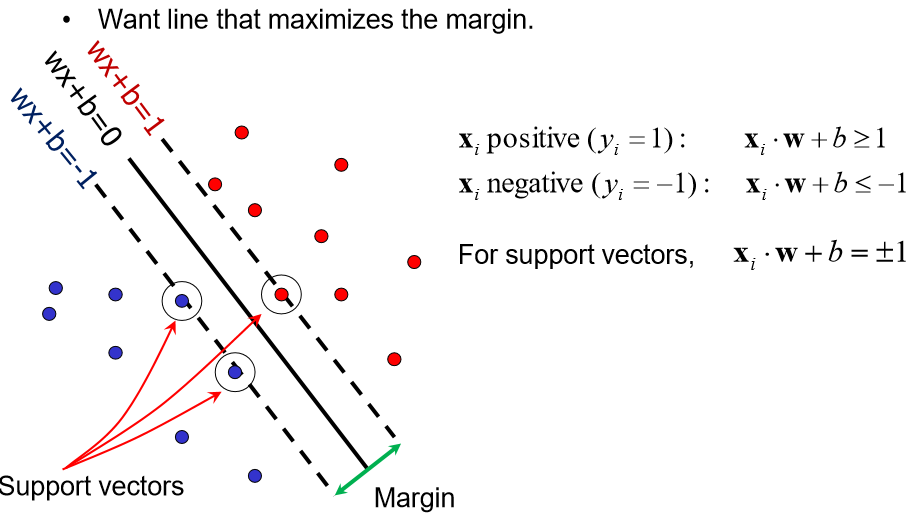 • Want line that maximizes the margin.
wx+b=-1
wx+b=0
wx+b=1
𝐱ᵢ positive (yᵢ = 1): 𝐱ᵢ · 𝐰 + b ≥ 1
𝐱ᵢ negative (yᵢ = −1): 𝐱ᵢ · 𝐰 + b ≤ −1
For support vectors, 𝐱ᵢ · 𝐰 + b = ±1
Support vectors
Margin